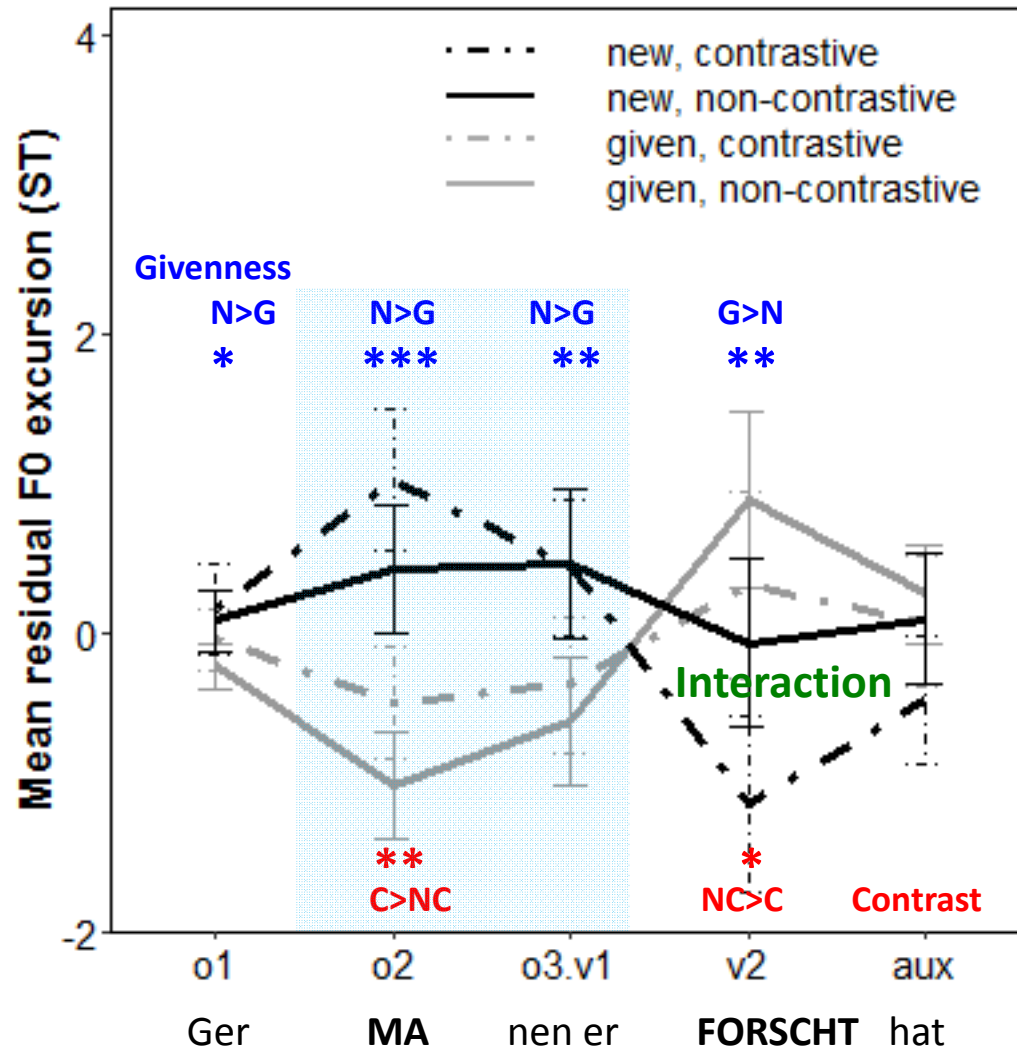 4
new, contrastive
new, non-contrastive
given, contrastive
given, non-contrastive
Mean residual F0 excursion (ST)
Givenness
N>G N>G N>G G>N
* *** ** **
2
0
Interaction
** *
C>NC NC>C Contrast
-2
o1 o2 o3.v1 v2 aux
Ger MA nen er FORSCHT hat